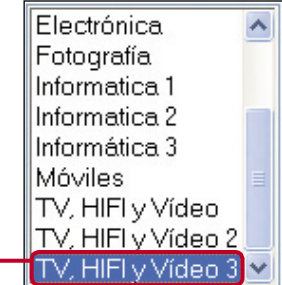 Electrónica
Fotografía
Informatica 1
Informatica 2
Informática 3
Móviles
TV, HIFI y Vídeo
TV, HIFI y Vídeo 2
TV, HIFI y Vídeo 3